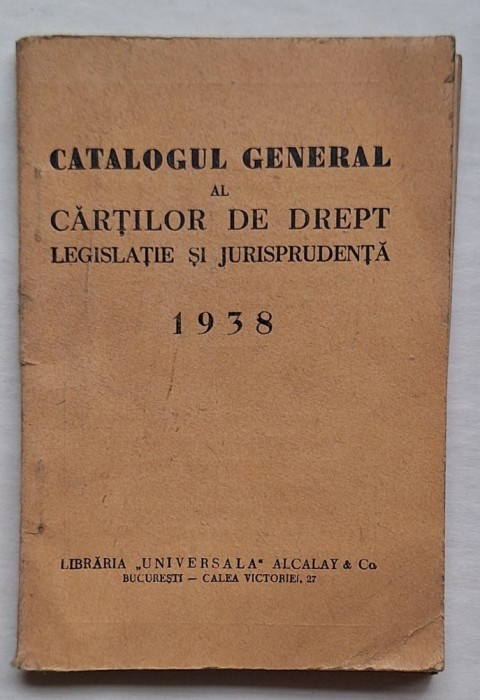 CATALOGUL GENERAL
AL
CĂRȚILOR DE DREPT
LEGISLAȚIE ȘI JURISPRUDENȚĂ
1938
LIBRĂRIA „UNIVERSALA" ALCALAY & Co.
BUCUREȘTI — CALEA VICTORIEI, 27